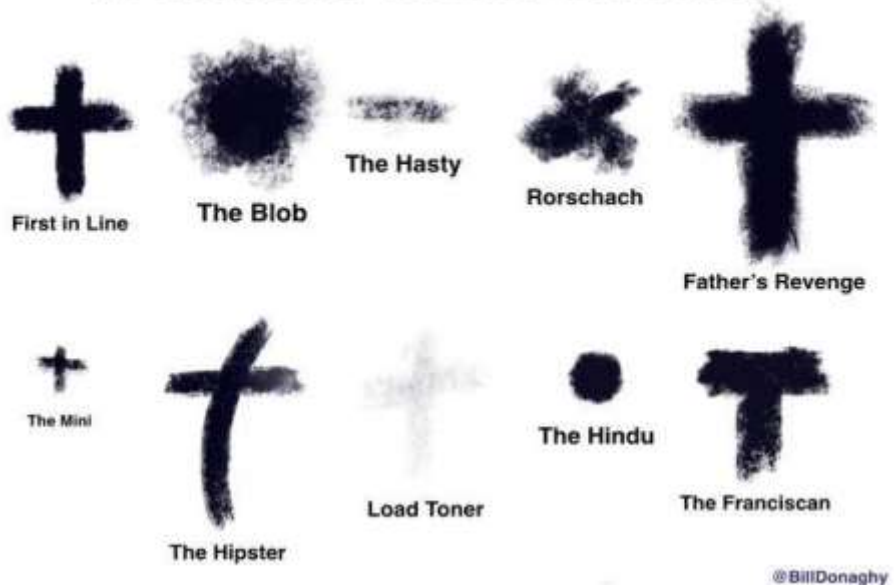 First in Line
The Blob
The Hasty
Rorschach
Father's Revenge
The Mini
The Hipster
Load Toner
The Hindu
The Franciscan
@BillDonaghy